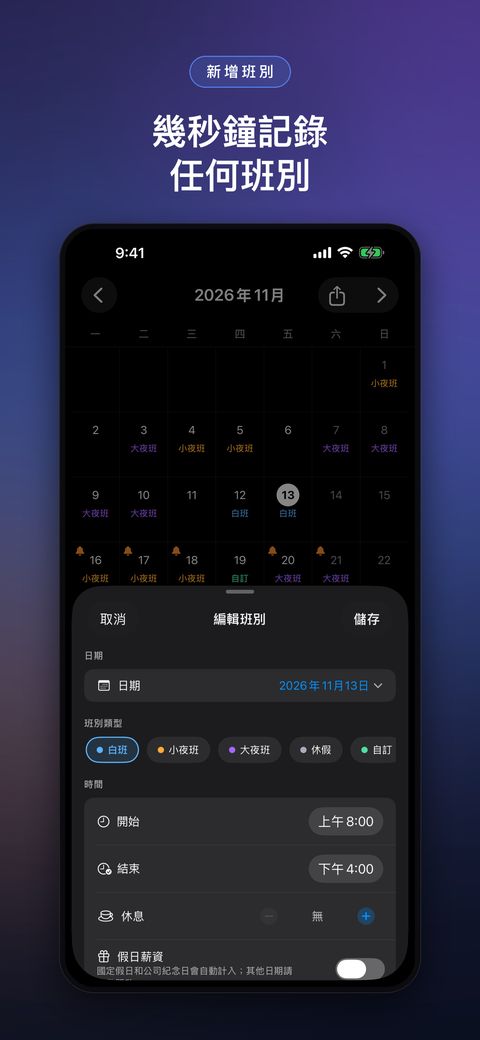 新增班別
幾秒鐘記錄
任何班別
9:41
2026年11月
一 二 三 四 五 六 日
1
小夜班
2 3 4 5 6 7 8
大夜班 小夜班 小夜班 大夜班 大夜班
9 10 11 12 13 14 15
大夜班 大夜班 白班 白班
16 17 18 19 20 21 22
小夜班 小夜班 小夜班 自訂 大夜班 大夜班
取消 編輯班別 儲存
日期
日期 2026年11月13日
班別類型
白班 小夜班 大夜班 休假 自訂
時間
開始 上午8:00
結束 下午4:00
休息 無
假日薪資
國定假日和公司紀念日會自動計入；其他日期請